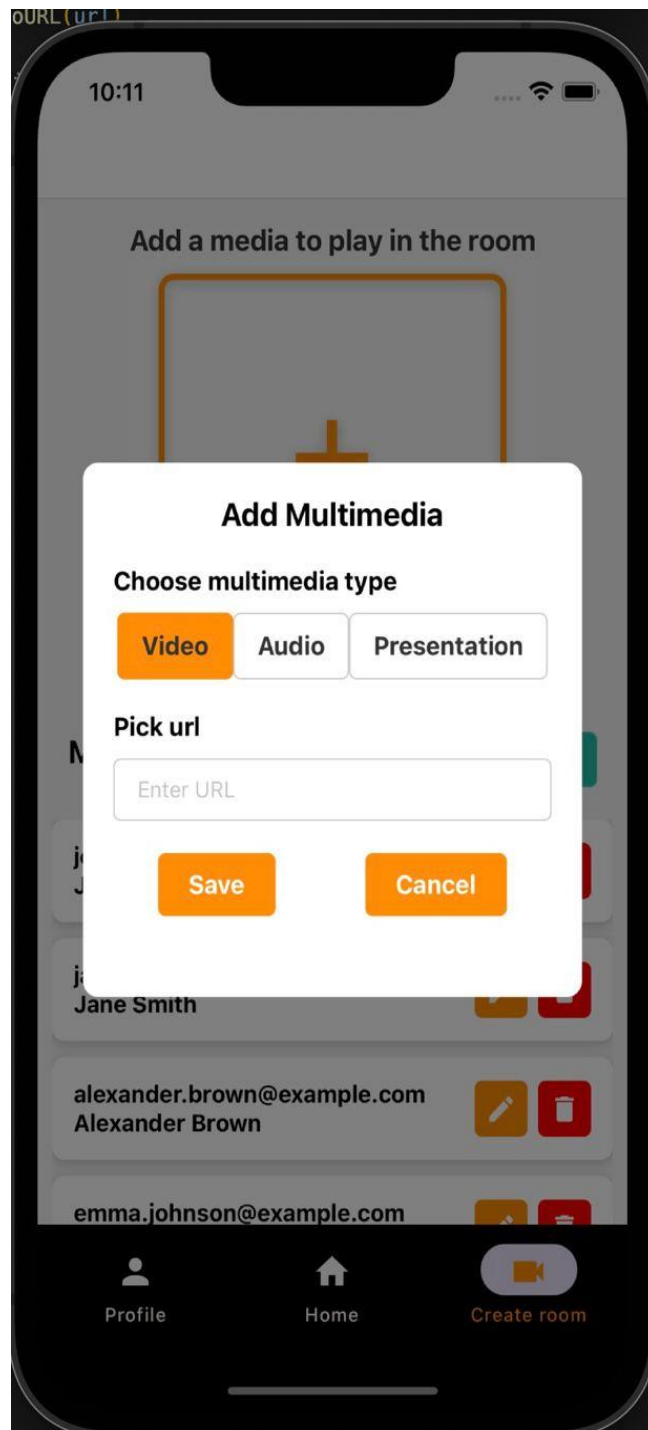 oURL(url)
10:11
Add a media to play in the room
Add Multimedia
Choose multimedia type
Video Audio Presentation
Pick url
Enter URL
Save Cancel
Jane Smith
alexander.brown@example.com
Alexander Brown
emma.johnson@example.com
Profile Home Create room